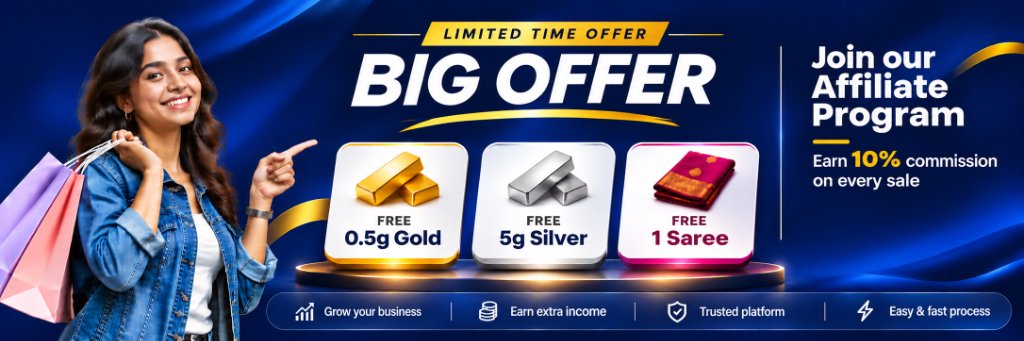 LIMITED TIME OFFER
BIG OFFER
FREE
0.5g Gold
FREE
5g Silver
FREE
1 Saree
Join our
Affiliate
Program
Earn 10% commission
on every sale
Grow your business
Earn extra income
Trusted platform
Easy & fast process